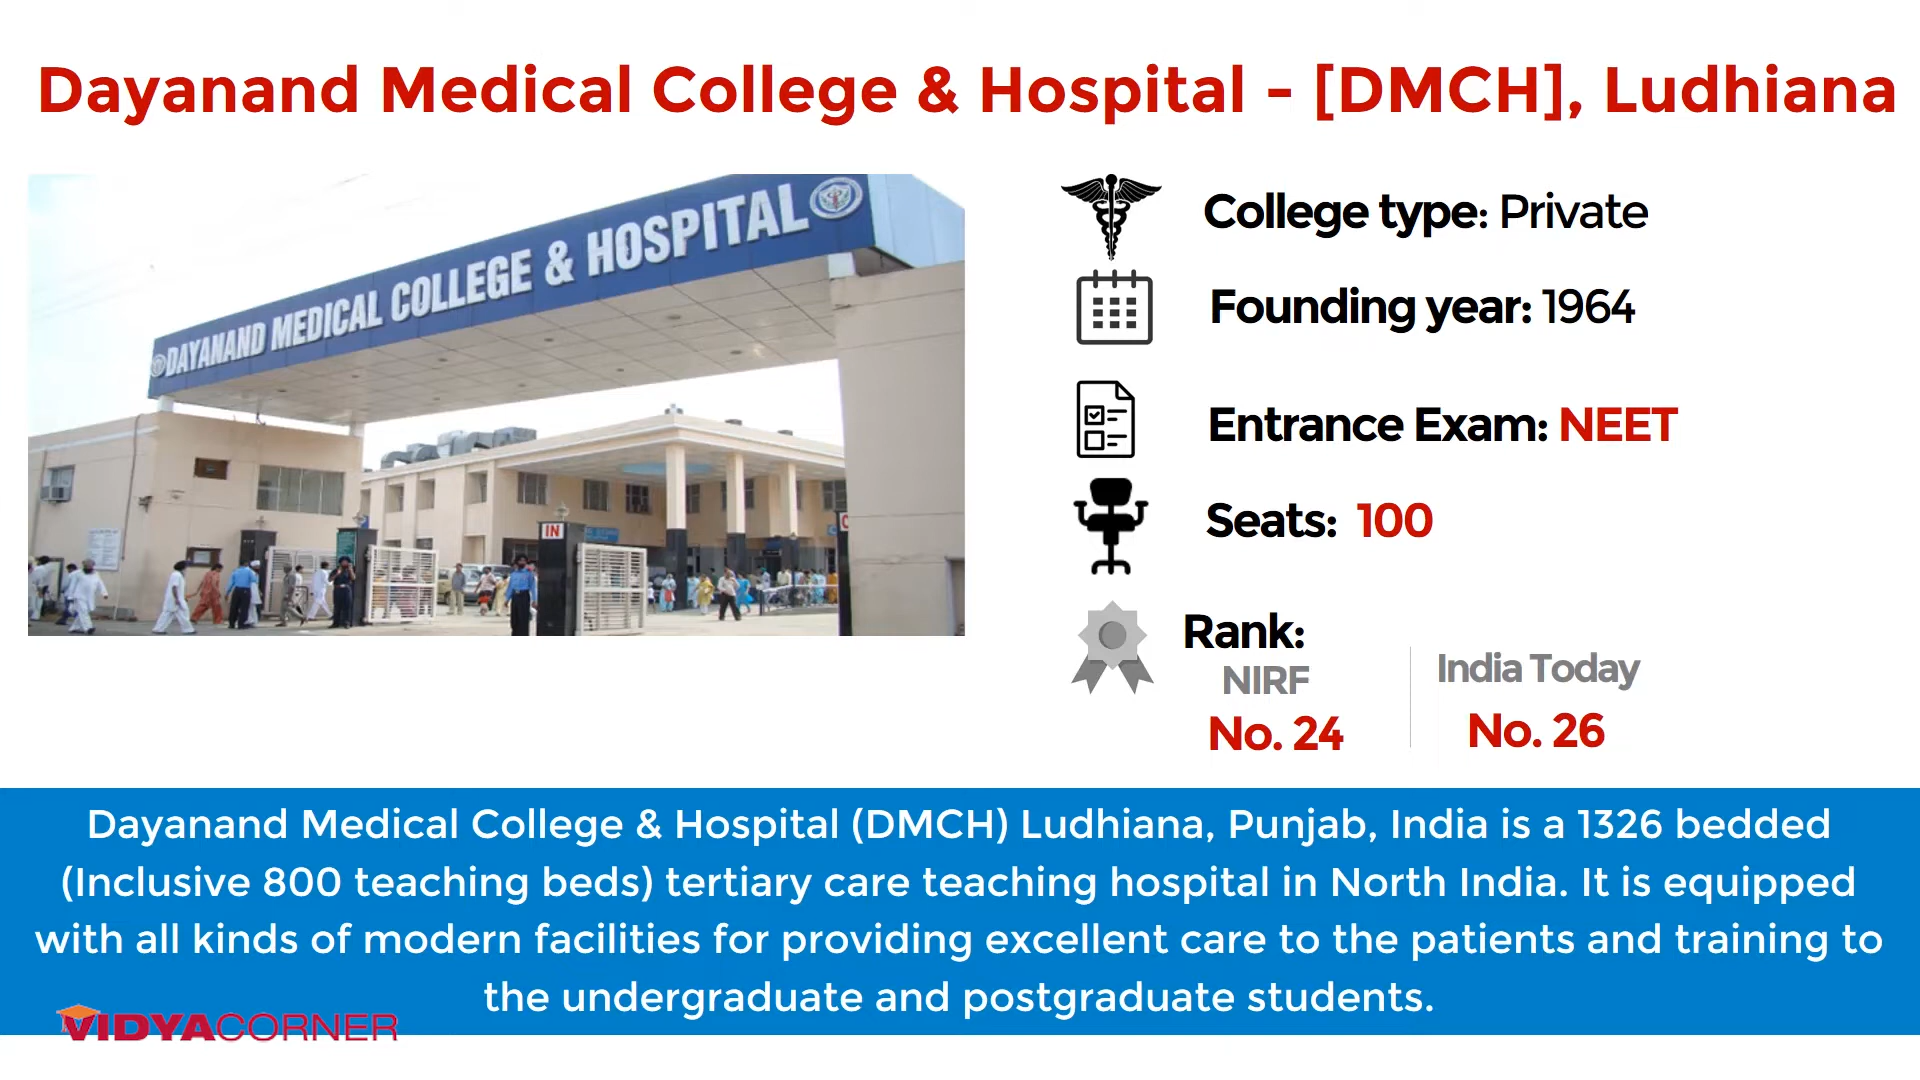 Dayanand Medical College & Hospital - [DMCH], Ludhiana
DAYANAND MEDICAL COLLEGE & HOSPITAL
IN
College type: Private
Founding year: 1964
Entrance Exam: NEET
Seats: 100
Rank:
NIRF
No. 24
India Today
No. 26
Dayanand Medical College & Hospital (DMCH) Ludhiana, Punjab, India is a 1326 bedded
(Inclusive 800 teaching beds) tertiary care teaching hospital in North India. It is equipped
with all kinds of modern facilities for providing excellent care to the patients and training to
the undergraduate and postgraduate students.
VIDYACORNER